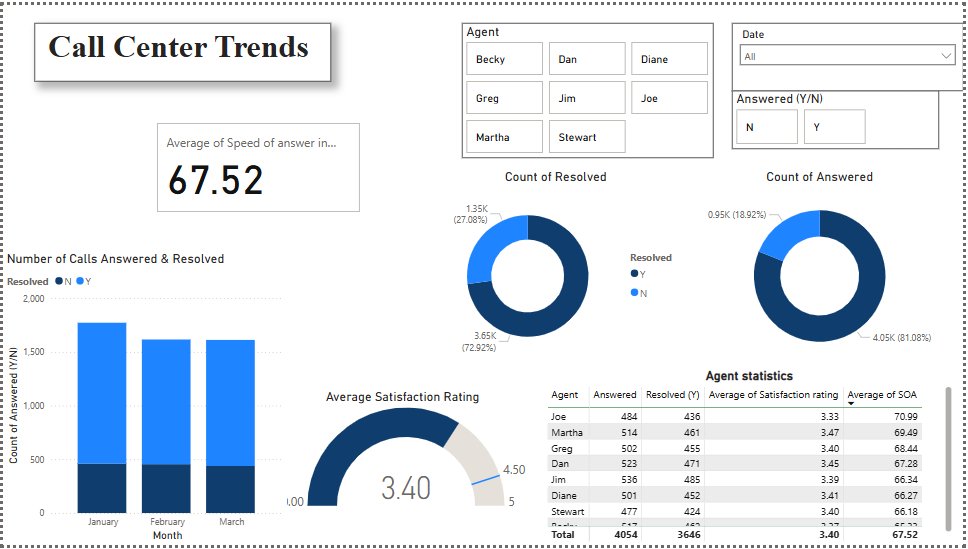 Call Center Trends
Agent
Becky
Dan
Diane
Greg
Jim
Joe
Martha
Stewart
Date
All
Answered (Y/N)
N
Y
Average of Speed of answer in...
67.52
Count of Resolved
1.35K
(27.08%)
3.65K
(72.92%)
Resolved
Y
N
Count of Answered
0.95K (18.92%)
4.05K (81.08%)
Number of Calls Answered & Resolved
Resolved N Y
2,000
1,500
1,000
500
0
Count of Answered (Y/N)
January February March
Month
Average Satisfaction Rating
3.40
4.50
5
Agent statistics
Agent Answered Resolved (Y) Average of Satisfaction rating Average of SOA
Joe 484 436 3.33 70.99
Martha 514 461 3.47 69.49
Greg 502 455 3.40 68.44
Dan 523 471 3.45 67.28
Jim 536 485 3.39 66.34
Diane 501 452 3.41 66.27
Stewart 477 424 3.40 66.18
Total 4054 3646 3.40 67.52